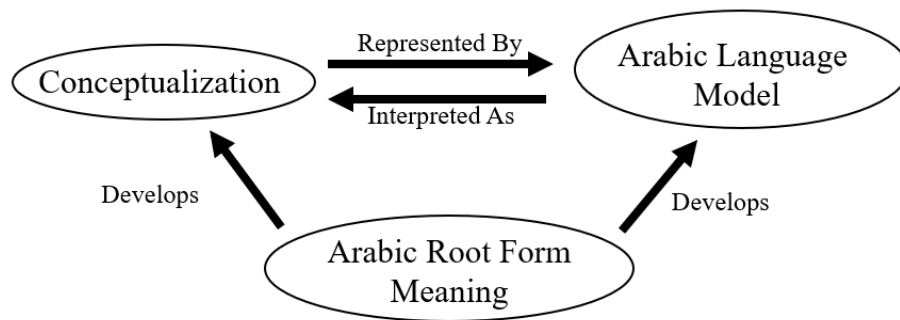 Represented By
Conceptualization
Arabic Language
Model
Interpreted As
Develops
Develops
Arabic Root Form
Meaning